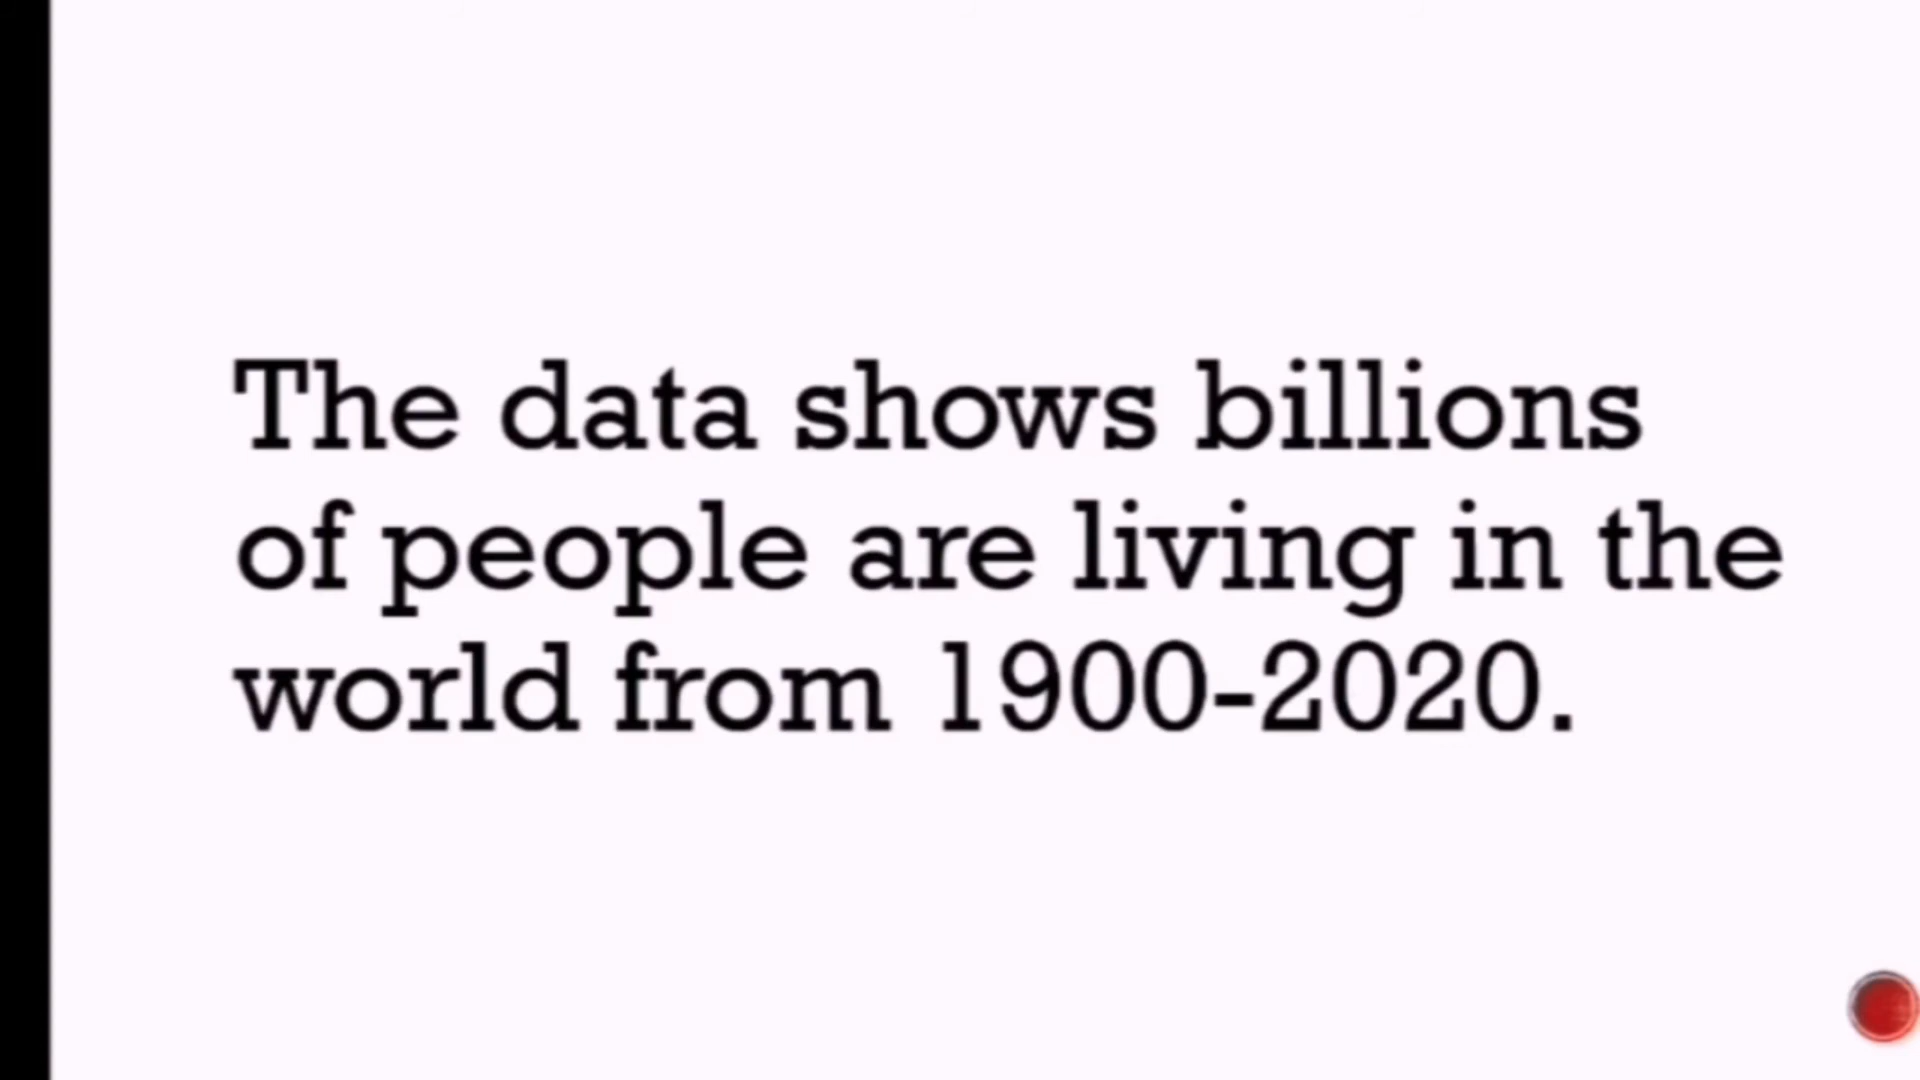 The data shows billions
of people are living in the
world from 1900-2020.